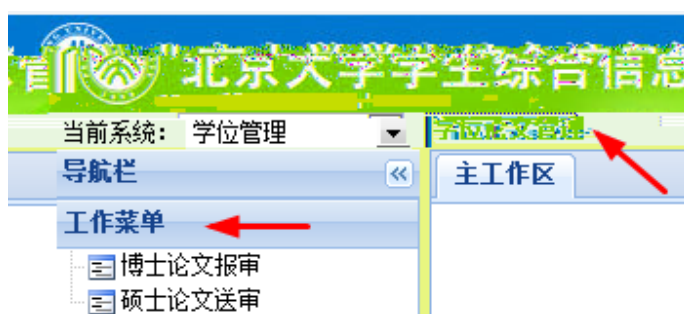 北京大学学生综合信息
当前系统： 学位管理
导航栏
主工作区
工作菜单
博士论文报审
硕士论文送审